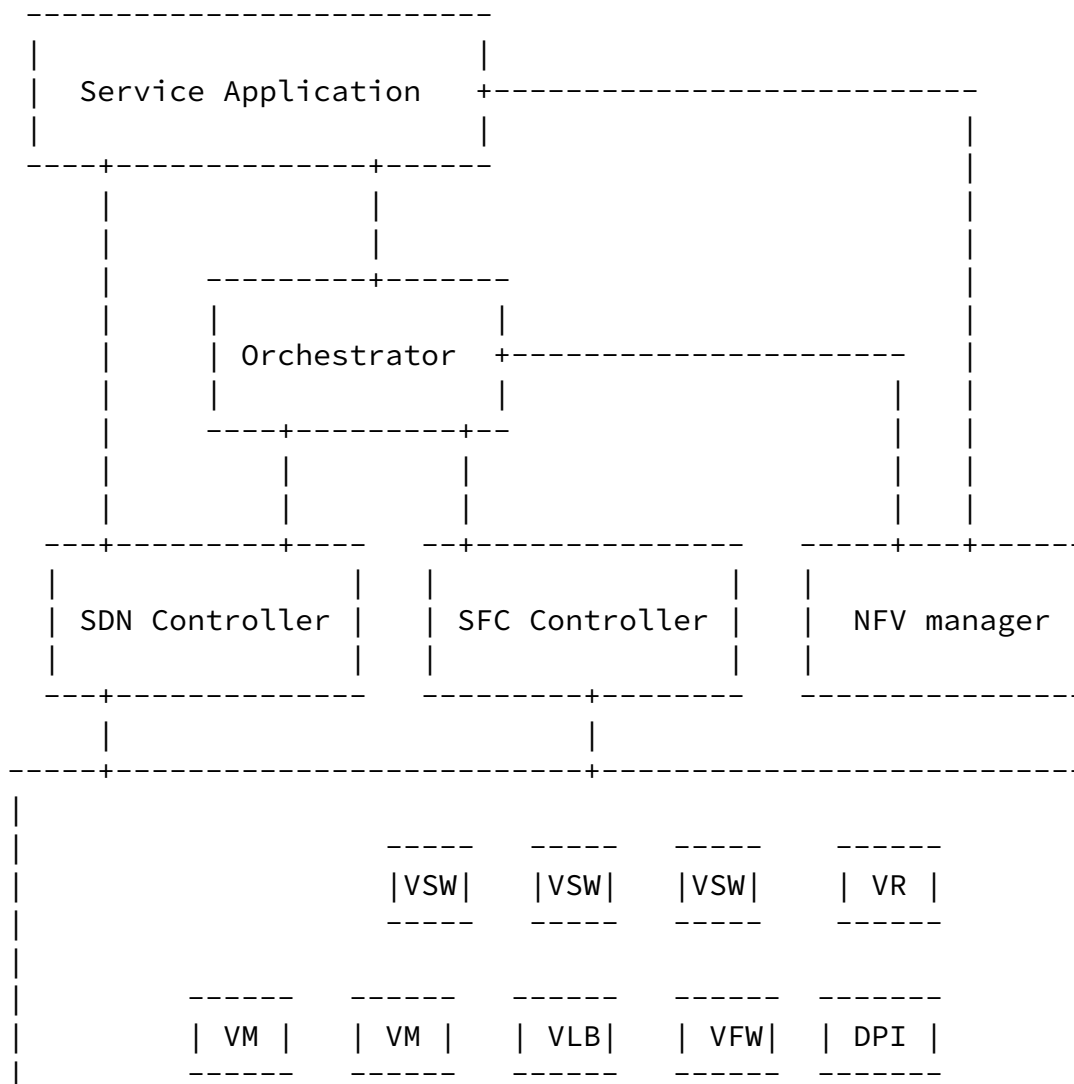 Service Application
Orchestrator
SDN Controller SFC Controller NFV manager
VSW VSW VSW VR
VM VM VLB VFW DPI